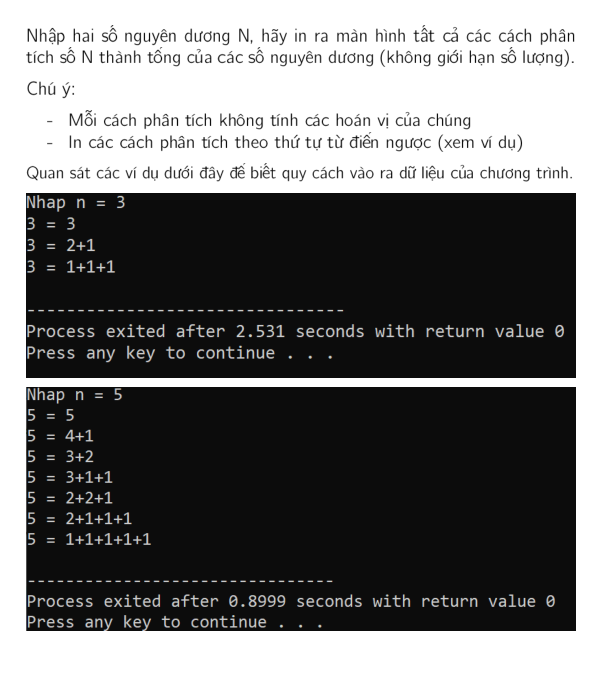 Nhập hai số nguyên dương N, hãy in ra màn hình tất cả các cách phân
tích số N thành tổng của các số nguyên dương (không giới hạn số lượng).
Chú ý:
- Mỗi cách phân tích không tính các hoán vị của chúng
- In các cách phân tích theo thứ tự từ điển ngược (xem ví dụ)
Quan sát các ví dụ dưới đây để biết quy cách vào ra dữ liệu của chương trình.
Nhap n = 3
3 = 3
3 = 2+1
3 = 1+1+1
--------------------------------
Process exited after 2.531 seconds with return value 0
Press any key to continue . . .
Nhap n = 5
5 = 5
5 = 4+1
5 = 3+2
5 = 3+1+1
5 = 2+2+1
5 = 2+1+1+1
5 = 1+1+1+1+1
--------------------------------
Process exited after 0.8999 seconds with return value 0
Press any key to continue . . .